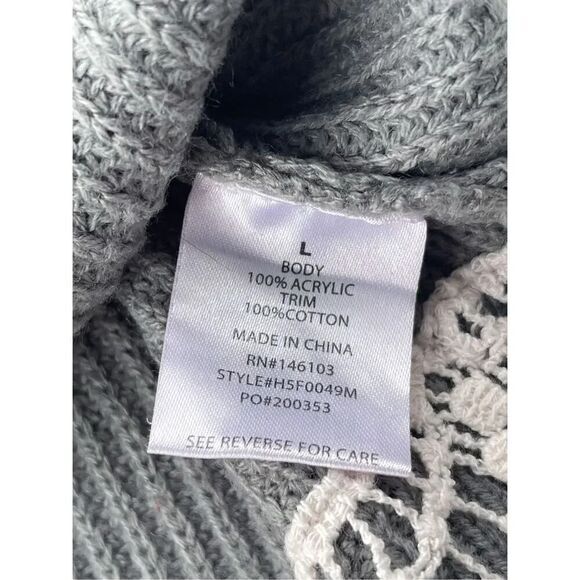 L
BODY
100% ACRYLIC
TRIM
100%COTTON
MADE IN CHINA
RN#146103
STYLE#H5F0049M
PO#200353
SEE REVERSE FOR CARE